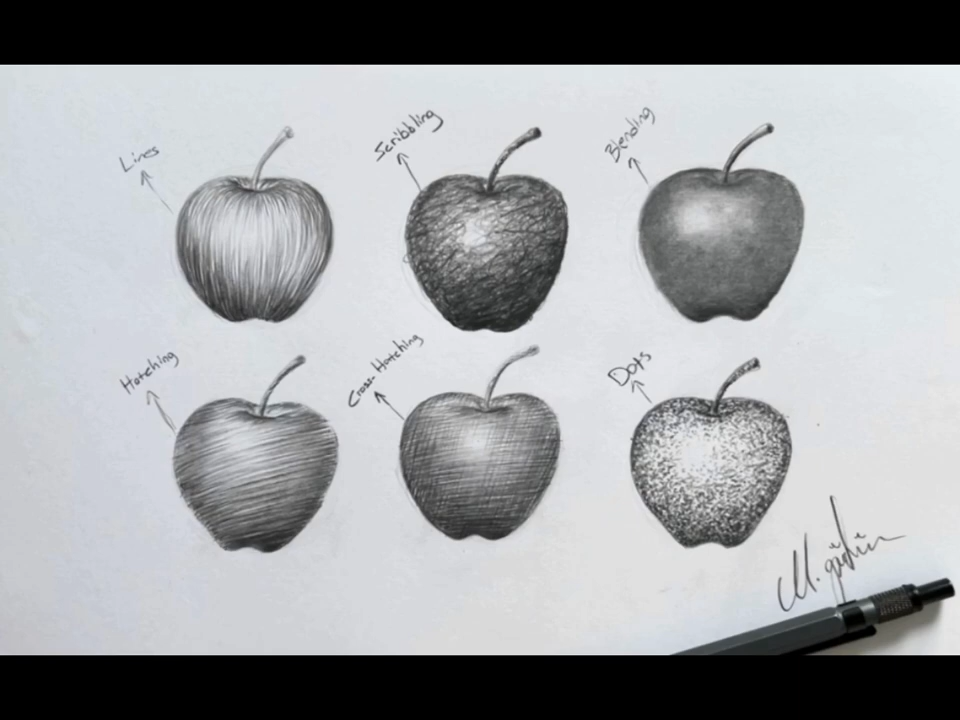 Lines
Scribbling
Blending
Hatching
Cross-Hatching
Dots